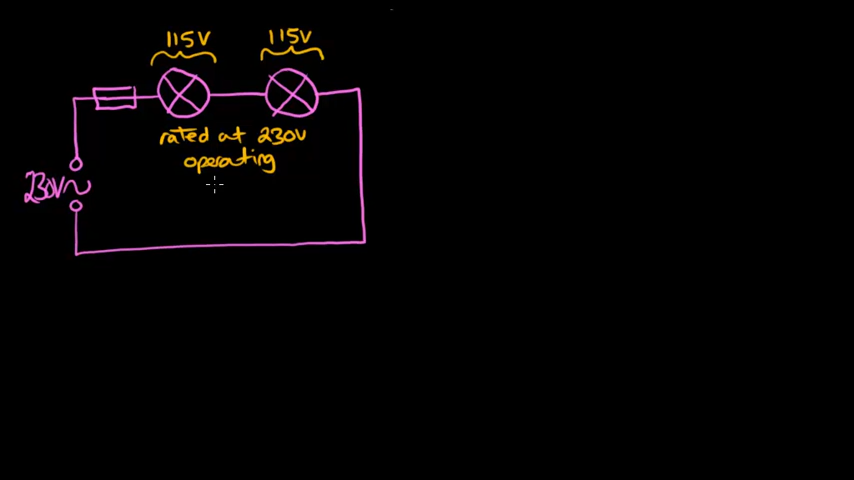 115V 115V
rated at 230V
operating
230V~